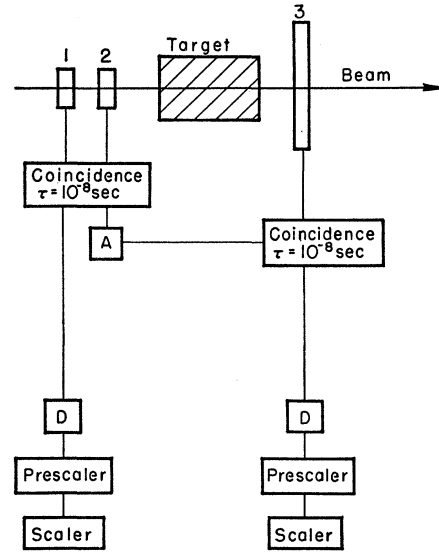 3
Target
1 2
Beam
Coincidence
τ = 10⁻⁸ sec
A
Coincidence
τ = 10⁻⁸ sec
D
D
Prescaler
Prescaler
Scaler
Scaler